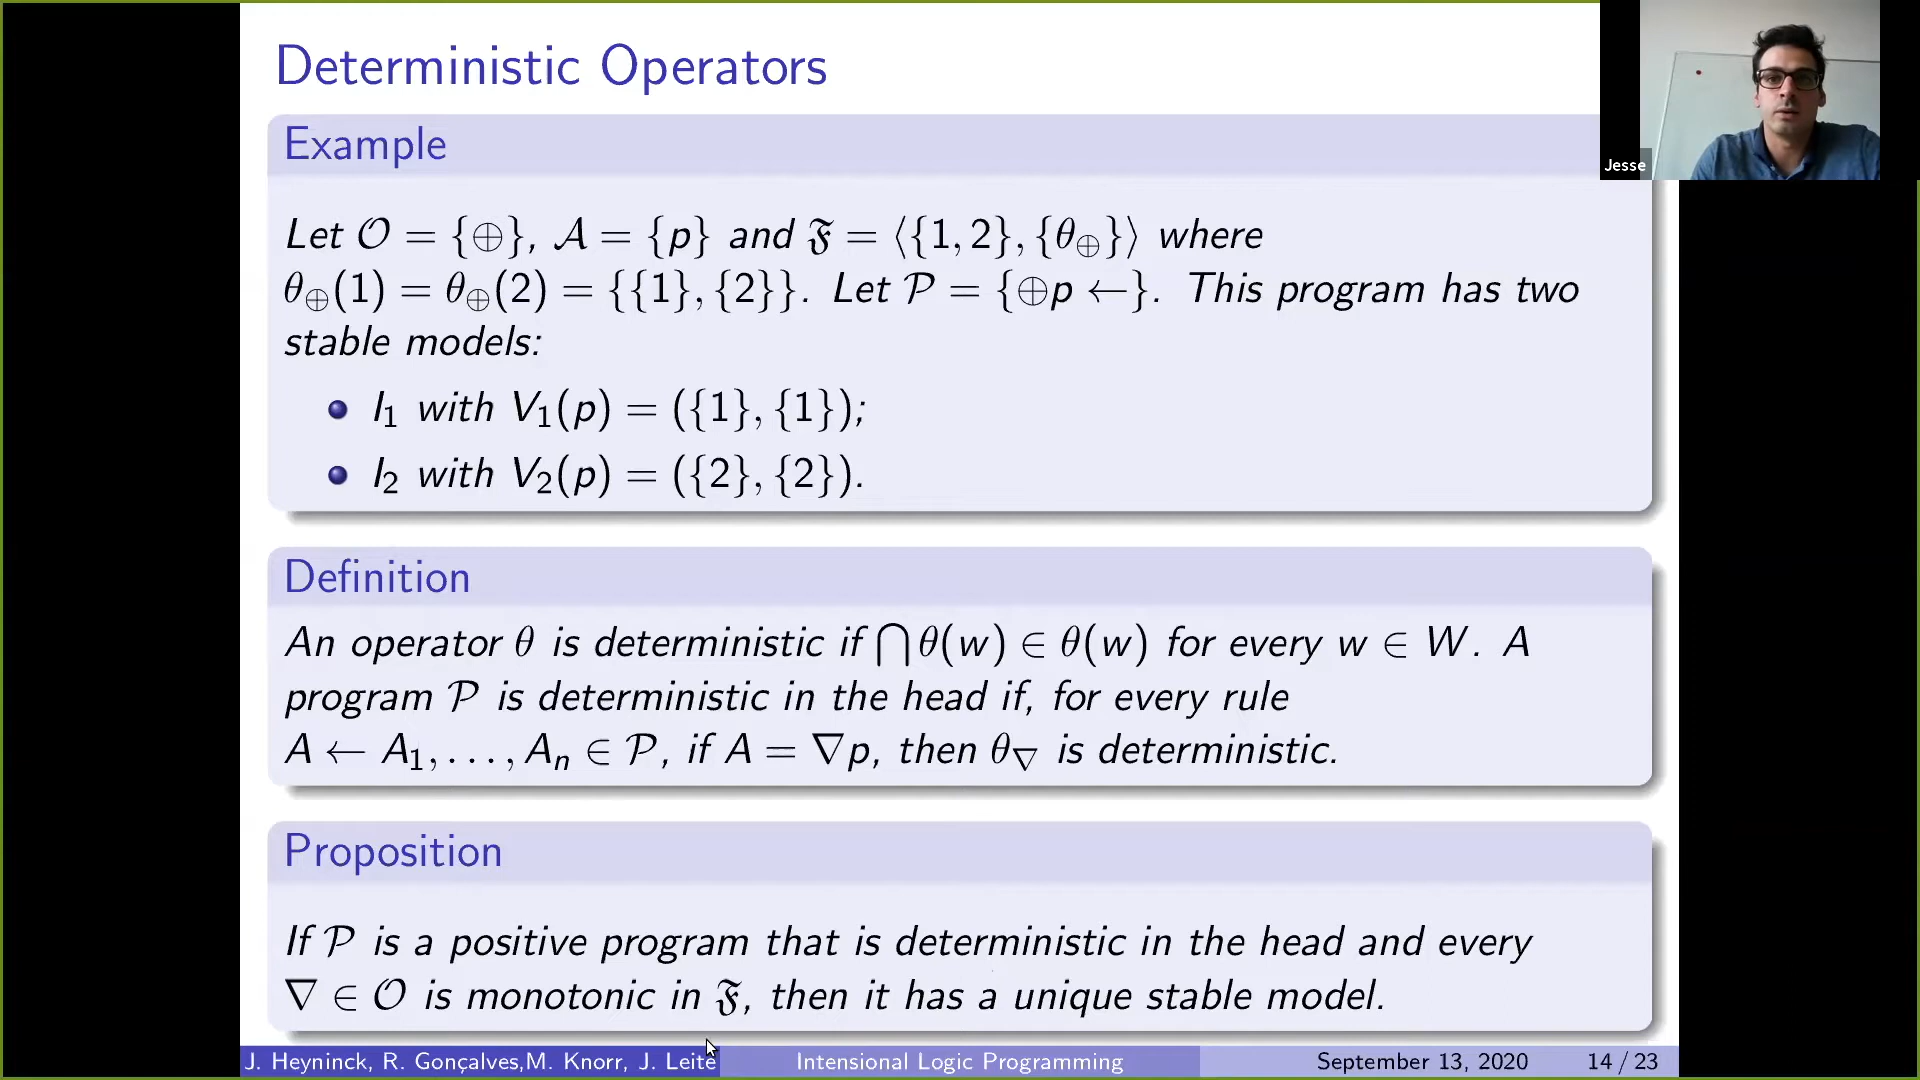 Deterministic Operators
Jesse
Example
Let 𝒪 = {⊕}, 𝒜 = {p} and 𝔉 = ⟨{1, 2}, {θ⊕}⟩ where
θ⊕(1) = θ⊕(2) = {{1}, {2}}. Let 𝒫 = {⊕p ←}. This program has two
stable models:
I₁ with V₁(p) = ({1}, {1});
I₂ with V₂(p) = ({2}, {2}).
Definition
An operator θ is deterministic if ⋂θ(w) ∈ θ(w) for every w ∈ W. A
program 𝒫 is deterministic in the head if, for every rule
A ← A₁, . . . , Aₙ ∈ 𝒫, if A = ∇p, then θ∇ is deterministic.
Proposition
If 𝒫 is a positive program that is deterministic in the head and every
∇ ∈ 𝒪 is monotonic in 𝔉, then it has a unique stable model.
J. Heyninck, R. Gonçalves,M. Knorr, J. Leite Intensional Logic Programming September 13, 2020 14 / 23